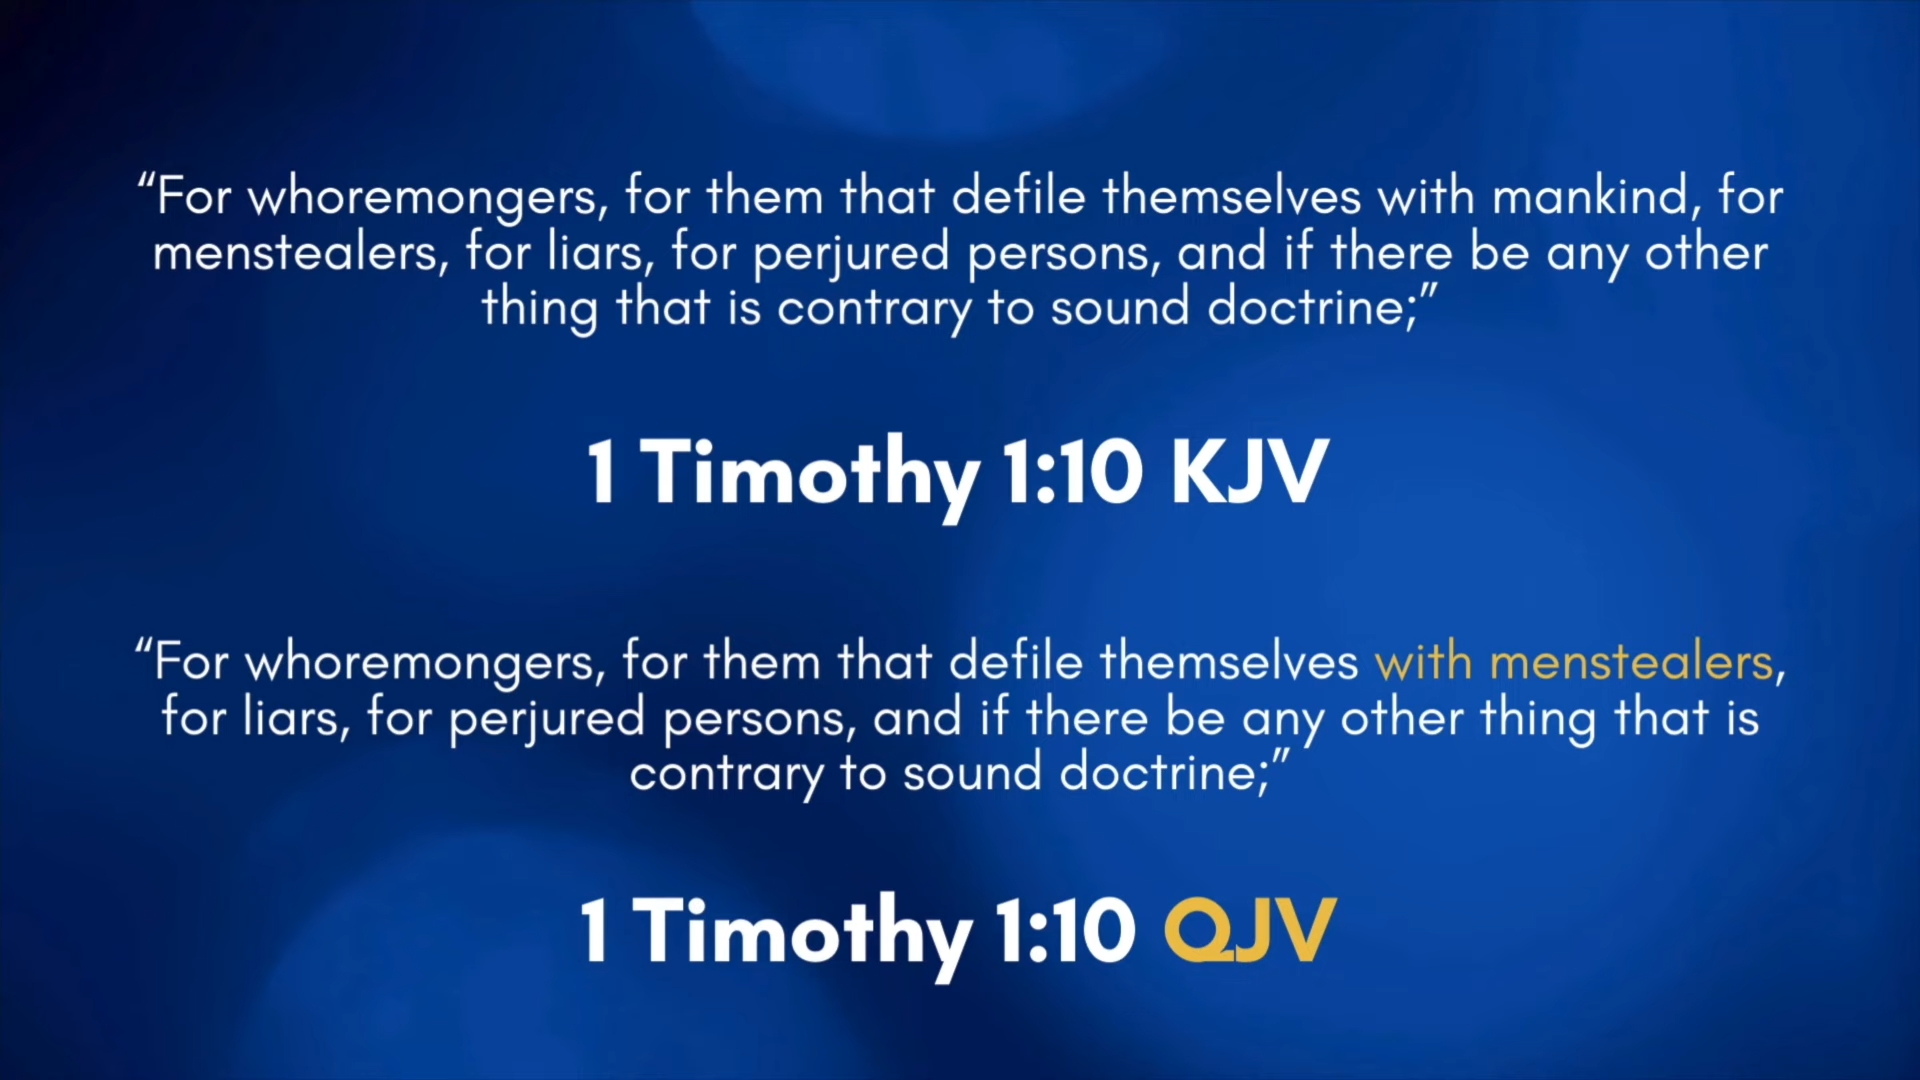 “For whoremongers, for them that defile themselves with mankind, for
menstealers, for liars, for perjured persons, and if there be any other
thing that is contrary to sound doctrine;”
1 Timothy 1:10 KJV
“For whoremongers, for them that defile themselves with menstealers,
for liars, for perjured persons, and if there be any other thing that is
contrary to sound doctrine;”
1 Timothy 1:10 QJV